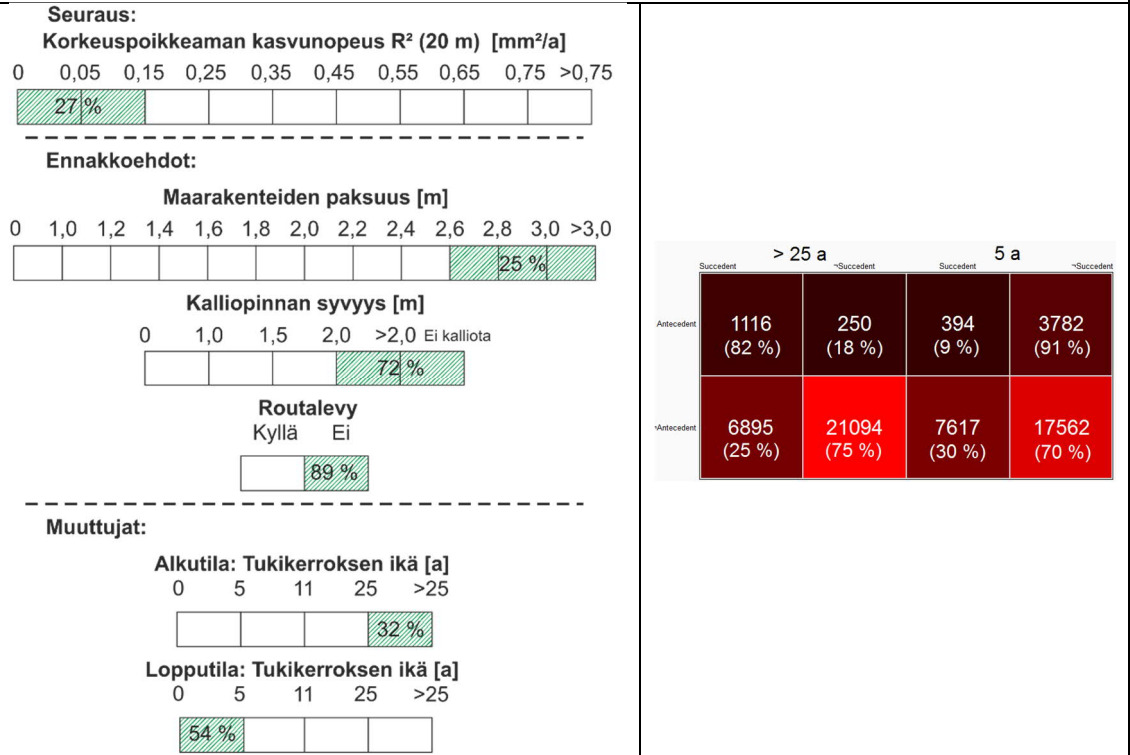 Seuraus:
Korkeuspoikkeaman kasvunopeus R² (20 m) [mm²/a]
0 0,05 0,15 0,25 0,35 0,45 0,55 0,65 0,75 >0,75
27 %
Ennakkoehdot:
Maarakenteiden paksuus [m]
0 1,0 1,2 1,4 1,6 1,8 2,0 2,2 2,4 2,6 2,8 3,0 >3,0
25 %
Kalliopinnan syvyys [m]
0 1,0 1,5 2,0 >2,0 Ei kalliota
72 %
Routalevy
Kyllä Ei
89 %
Muuttujat:
Alkutila: Tukikerroksen ikä [a]
0 5 11 25 >25
32 %
Lopputila: Tukikerroksen ikä [a]
0 5 11 25 >25
54 %
> 25 a 5 a
Succedent ¬Succedent Succedent ¬Succedent
Antecedent 1116 250 394 3782
(82 %) (18 %) (9 %) (91 %)
¬Antecedent 6895 21094 7617 17562
(25 %) (75 %) (30 %) (70 %)